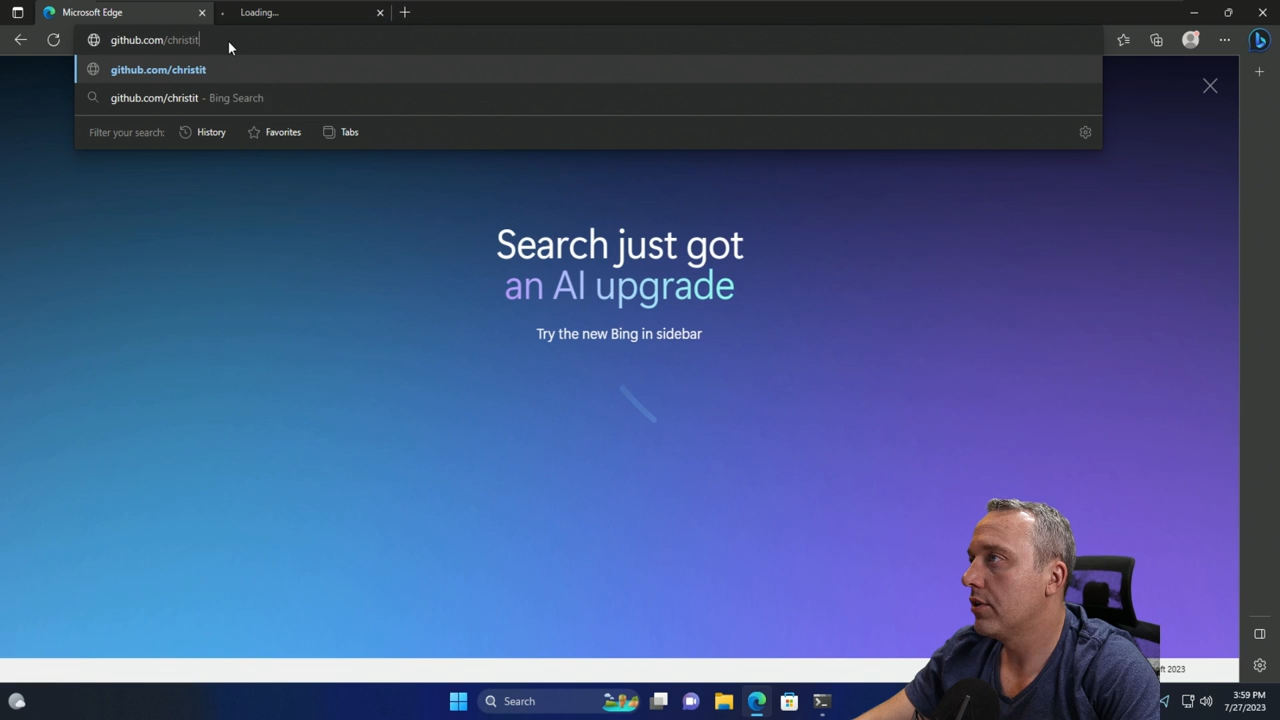 Microsoft Edge
Loading...
github.com/christit
github.com/christit
github.com/christit - Bing Search
Filter your search:
History
Favorites
Tabs
Search just got
an AI upgrade
Try the new Bing in sidebar
ft 2023
Search
3:59 PM
7/27/2023